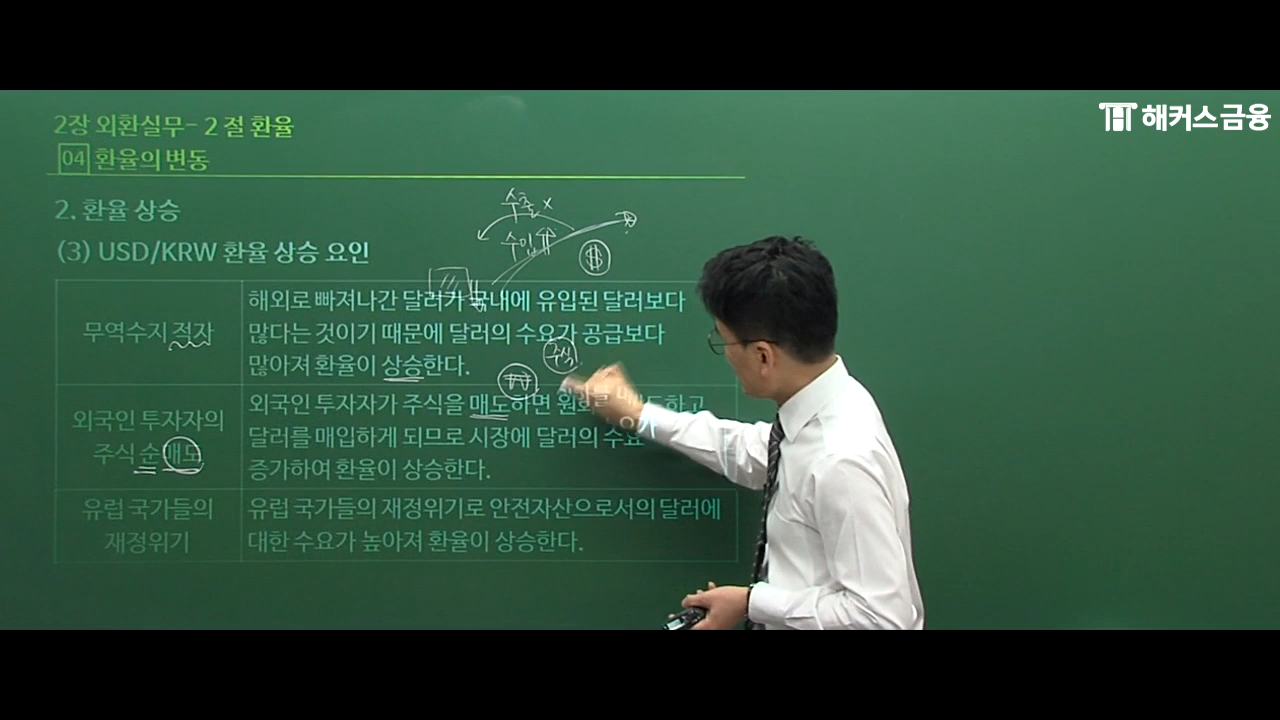 해커스금융
2장 외환실무- 2 절 환율
04 환율의 변동
2. 환율 상승
(3) USD/KRW 환율 상승 요인
수출 x
수입 ⇑
$
무역수지 적자
해외로 빠져나간 달러가 국내에 유입된 달러보다
많다는 것이기 때문에 달러의 수요가 공급보다
많아져 환율이 상승한다.
주식
₩
외국인 투자자의
주식 순매도
외국인 투자자가 주식을 매도하면 원화를 매도하고
달러를 매입하게 되므로 시장에 달러의 수요
증가하여 환율이 상승한다.
유럽 국가들의
재정위기
유럽 국가들의 재정위기로 안전자산으로서의 달러에
대한 수요가 높아져 환율이 상승한다.